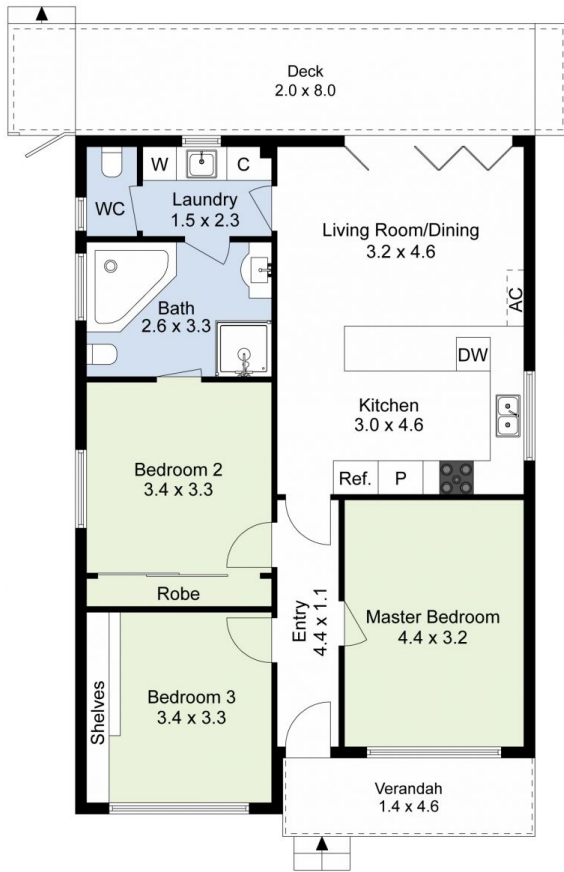 Deck
2.0 x 8.0
W
C
WC
Laundry
1.5 x 2.3
Living Room/Dining
3.2 x 4.6
AC
Bath
2.6 x 3.3
DW
Kitchen
3.0 x 4.6
Ref.
P
Bedroom 2
3.4 x 3.3
Robe
Entry
4.4 x 1.1
Master Bedroom
4.4 x 3.2
Shelves
Bedroom 3
3.4 x 3.3
Verandah
1.4 x 4.6